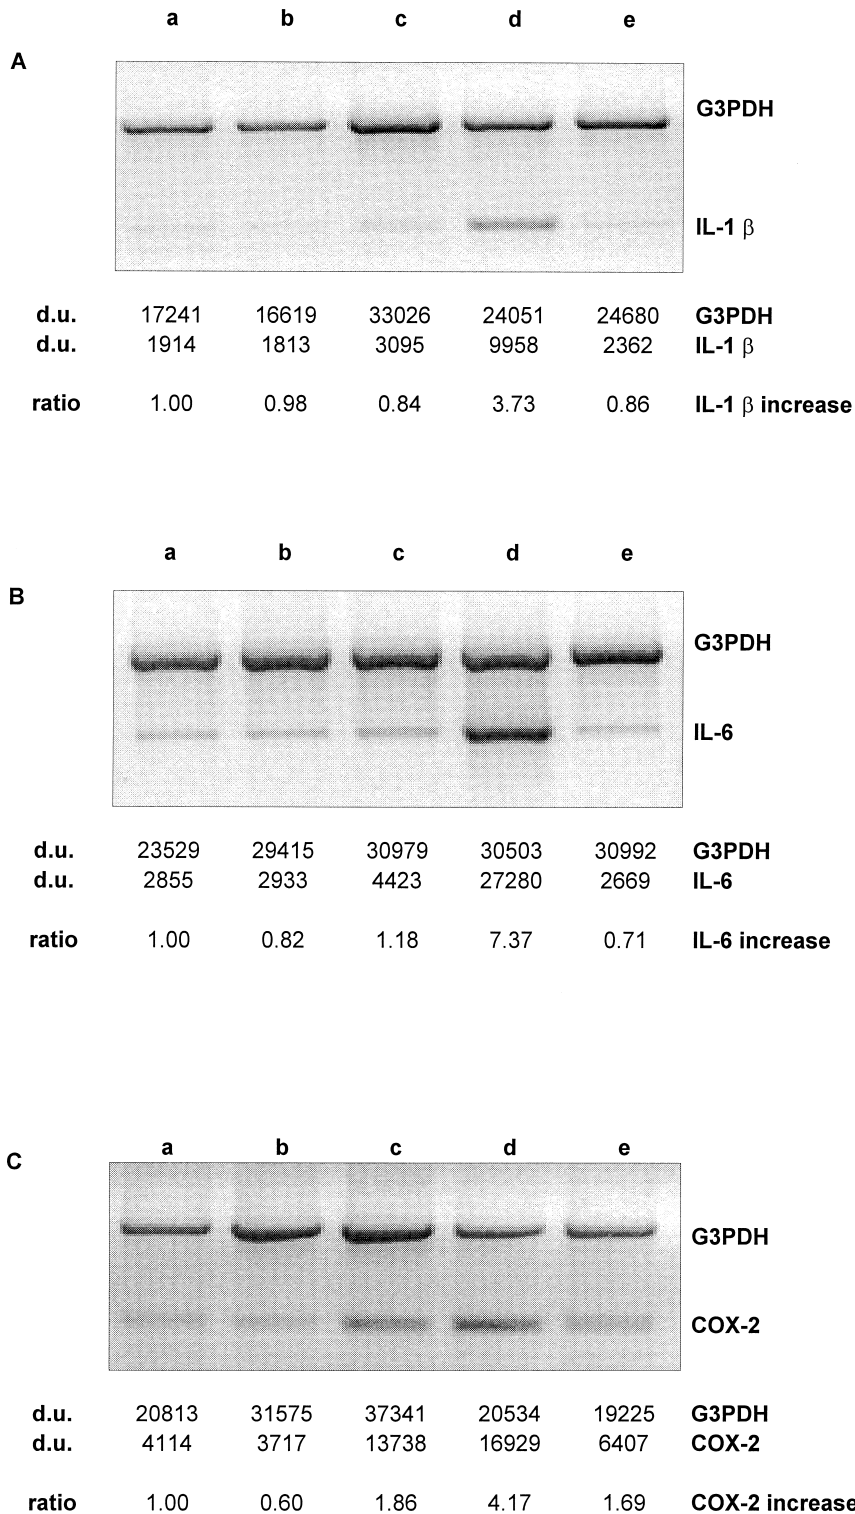 a b c d e
A
G3PDH
IL-1 β
d.u. 17241 16619 33026 24051 24680 G3PDH
d.u. 1914 1813 3095 9958 2362 IL-1 β
ratio 1.00 0.98 0.84 3.73 0.86 IL-1 β increase
a b c d e
B
G3PDH
IL-6
d.u. 23529 29415 30979 30503 30992 G3PDH
d.u. 2855 2933 4423 27280 2669 IL-6
ratio 1.00 0.82 1.18 7.37 0.71 IL-6 increase
a b c d e
C
G3PDH
COX-2
d.u. 20813 31575 37341 20534 19225 G3PDH
d.u. 4114 3717 13738 16929 6407 COX-2
ratio 1.00 0.60 1.86 4.17 1.69 COX-2 increase